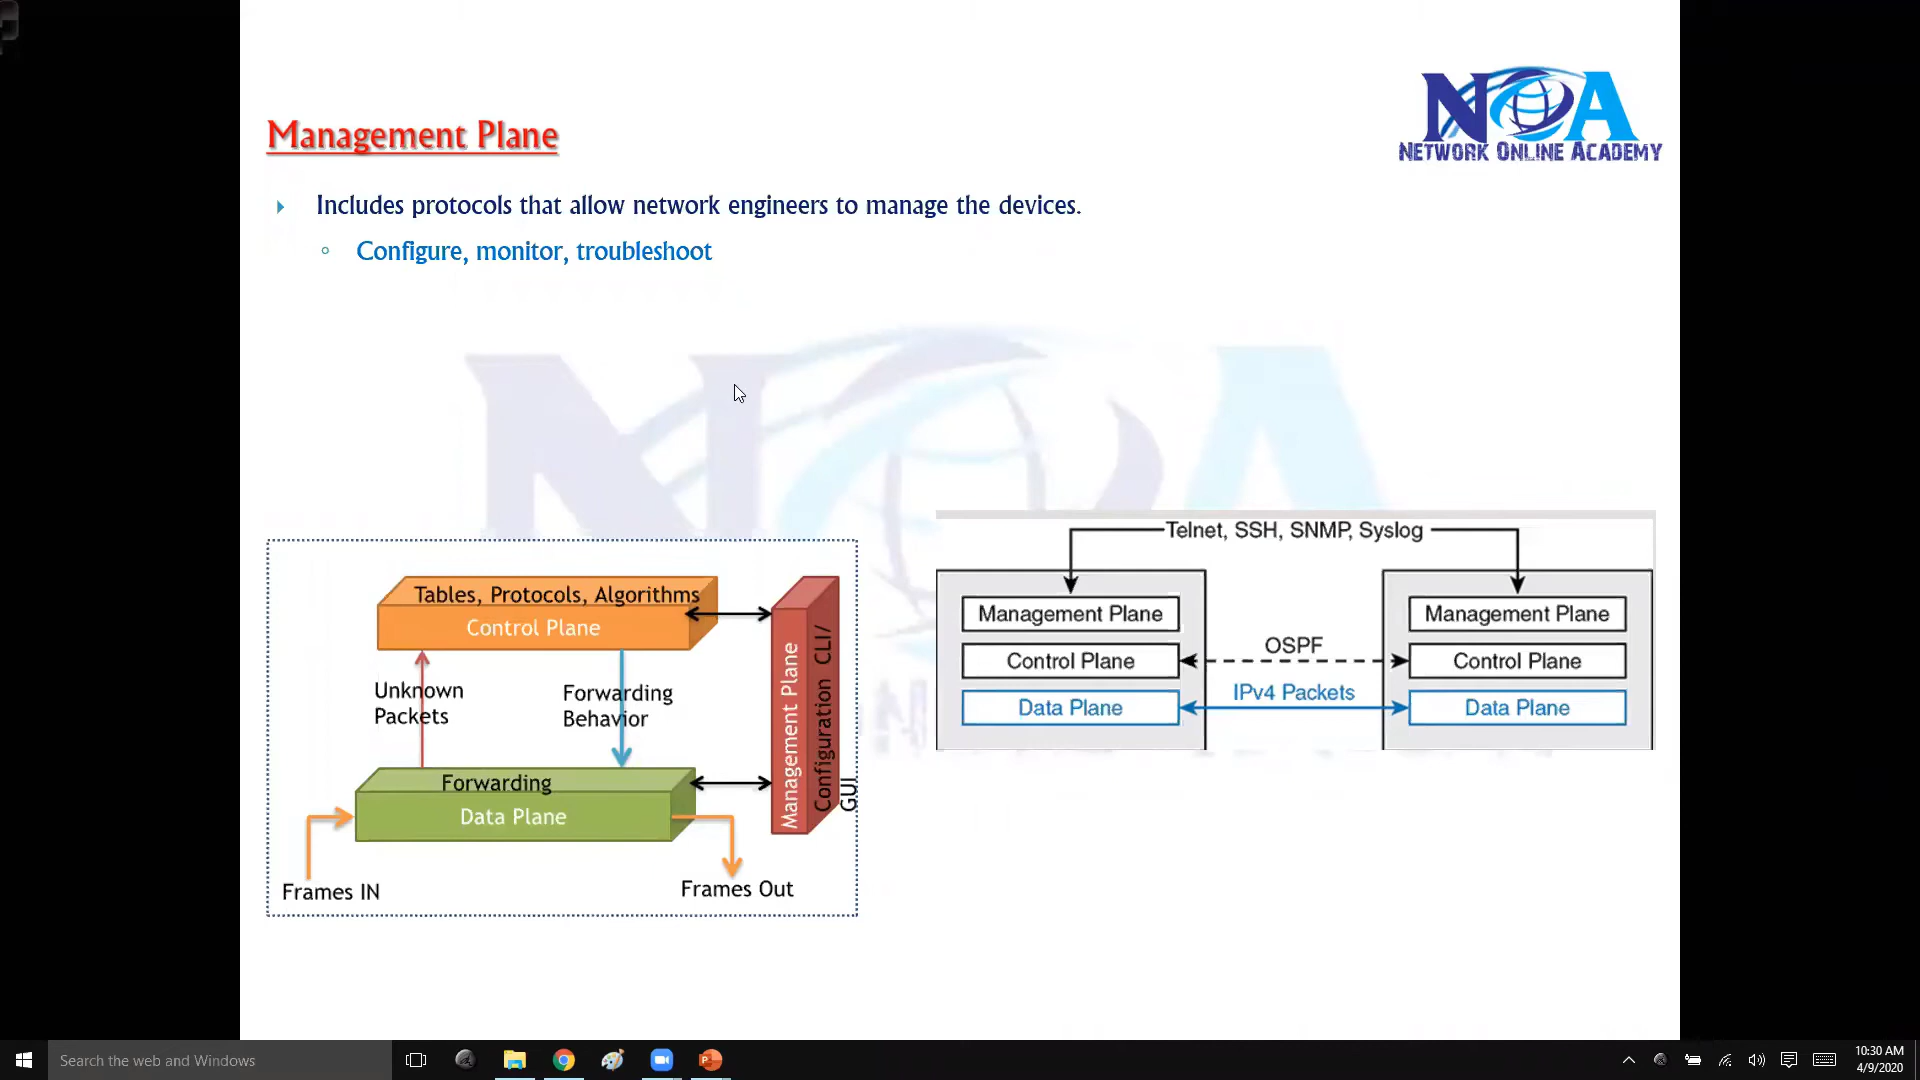 NOA
NETWORK ONLINE ACADEMY
Management Plane
Includes protocols that allow network engineers to manage the devices.
Configure, monitor, troubleshoot
Tables, Protocols, Algorithms
Control Plane
Unknown
Packets
Forwarding
Behavior
Management Plane
Configuration CLI/
GUI
Forwarding
Data Plane
Frames IN
Frames Out
Telnet, SSH, SNMP, Syslog
Management Plane
Control Plane
Data Plane
OSPF
IPv4 Packets
Management Plane
Control Plane
Data Plane
Search the web and Windows
10:30 AM
4/9/2020